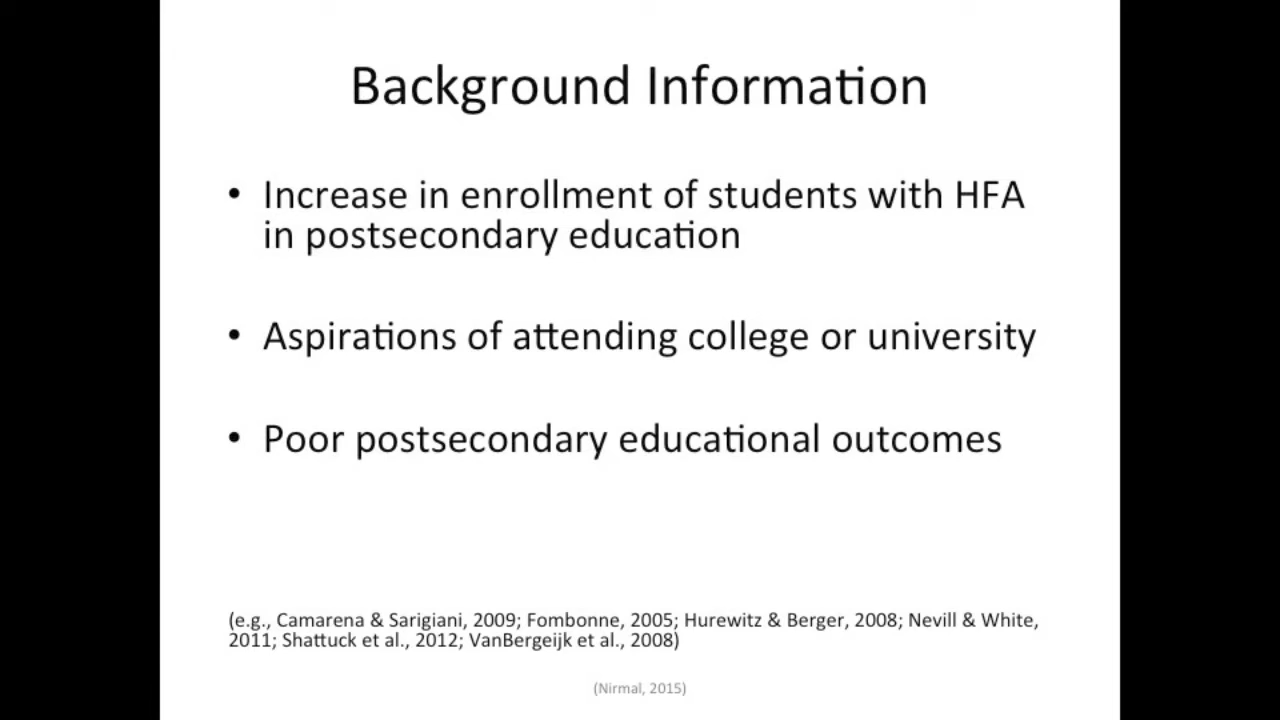 Background Information
• Increase in enrollment of students with HFA
in postsecondary education
• Aspirations of attending college or university
• Poor postsecondary educational outcomes
(e.g., Camarena & Sarigiani, 2009; Fombonne, 2005; Hurewitz & Berger, 2008; Nevill & White,
2011; Shattuck et al., 2012; VanBergeijk et al., 2008)
(Nirmal, 2015)